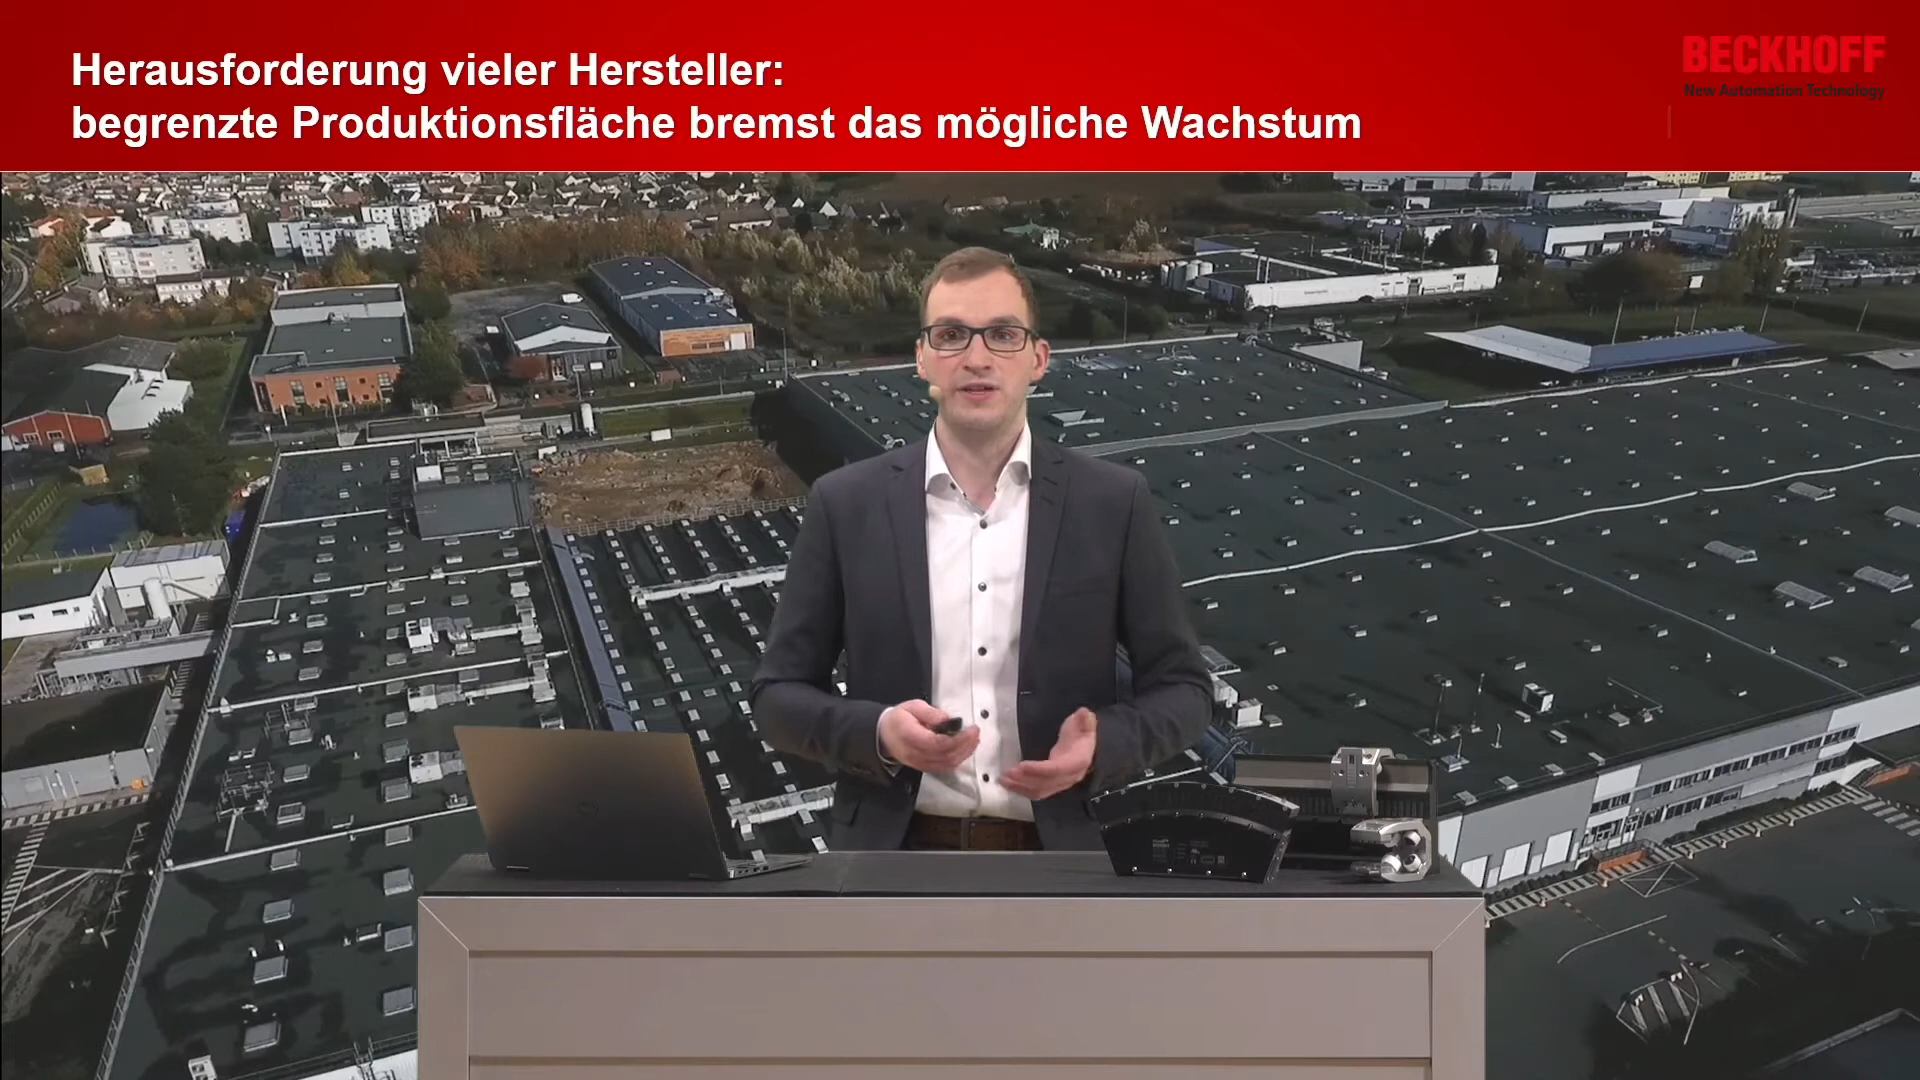 Herausforderung vieler Hersteller:
begrenzte Produktionsfläche bremst das mögliche Wachstum
BECKHOFF
New Automation Technology